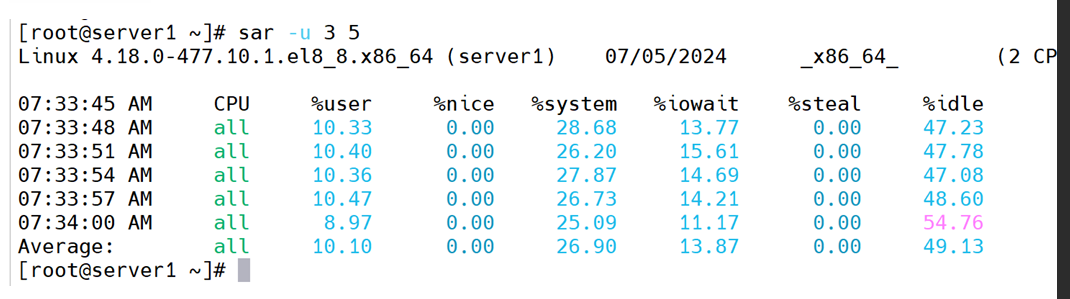 [root@server1 ~]# sar -u 3 5
Linux 4.18.0-477.10.1.el8_8.x86_64 (server1) 07/05/2024 _x86_64_ (2 CP
07:33:45 AM CPU %user %nice %system %iowait %steal %idle
07:33:48 AM all 10.33 0.00 28.68 13.77 0.00 47.23
07:33:51 AM all 10.40 0.00 26.20 15.61 0.00 47.78
07:33:54 AM all 10.36 0.00 27.87 14.69 0.00 47.08
07:33:57 AM all 10.47 0.00 26.73 14.21 0.00 48.60
07:34:00 AM all 8.97 0.00 25.09 11.17 0.00 54.76
Average: all 10.10 0.00 26.90 13.87 0.00 49.13
[root@server1 ~]#